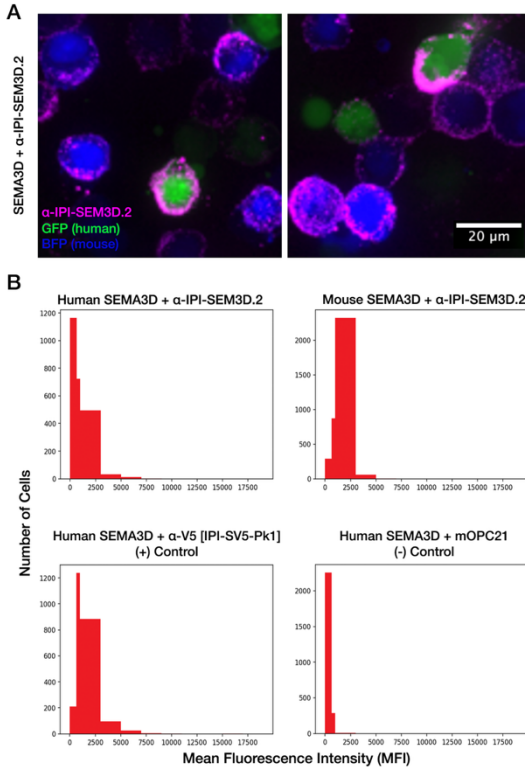 A
SEMA3D + α-IPI-SEM3D.2
α-IPI-SEM3D.2
GFP (human)
BFP (mouse)
20 µm
B
Human SEMA3D + α-IPI-SEM3D.2
Mouse SEMA3D + α-IPI-SEM3D.2
1200
1000
800
600
400
200
0
0 2500 5000 7500 10000 12500 15000 17500
2000
1500
1000
500
0
0 2500 5000 7500 10000 12500 15000 17500
Number of Cells
Human SEMA3D + α-V5 [IPI-SV5-Pk1]
(+) Control
Human SEMA3D + mOPC21
(-) Control
1200
1000
800
600
400
200
0
0 2500 5000 7500 10000 12500 15000 17500
2000
1500
1000
500
0
0 2500 5000 7500 10000 12500 15000 17500
Mean Fluorescence Intensity (MFI)